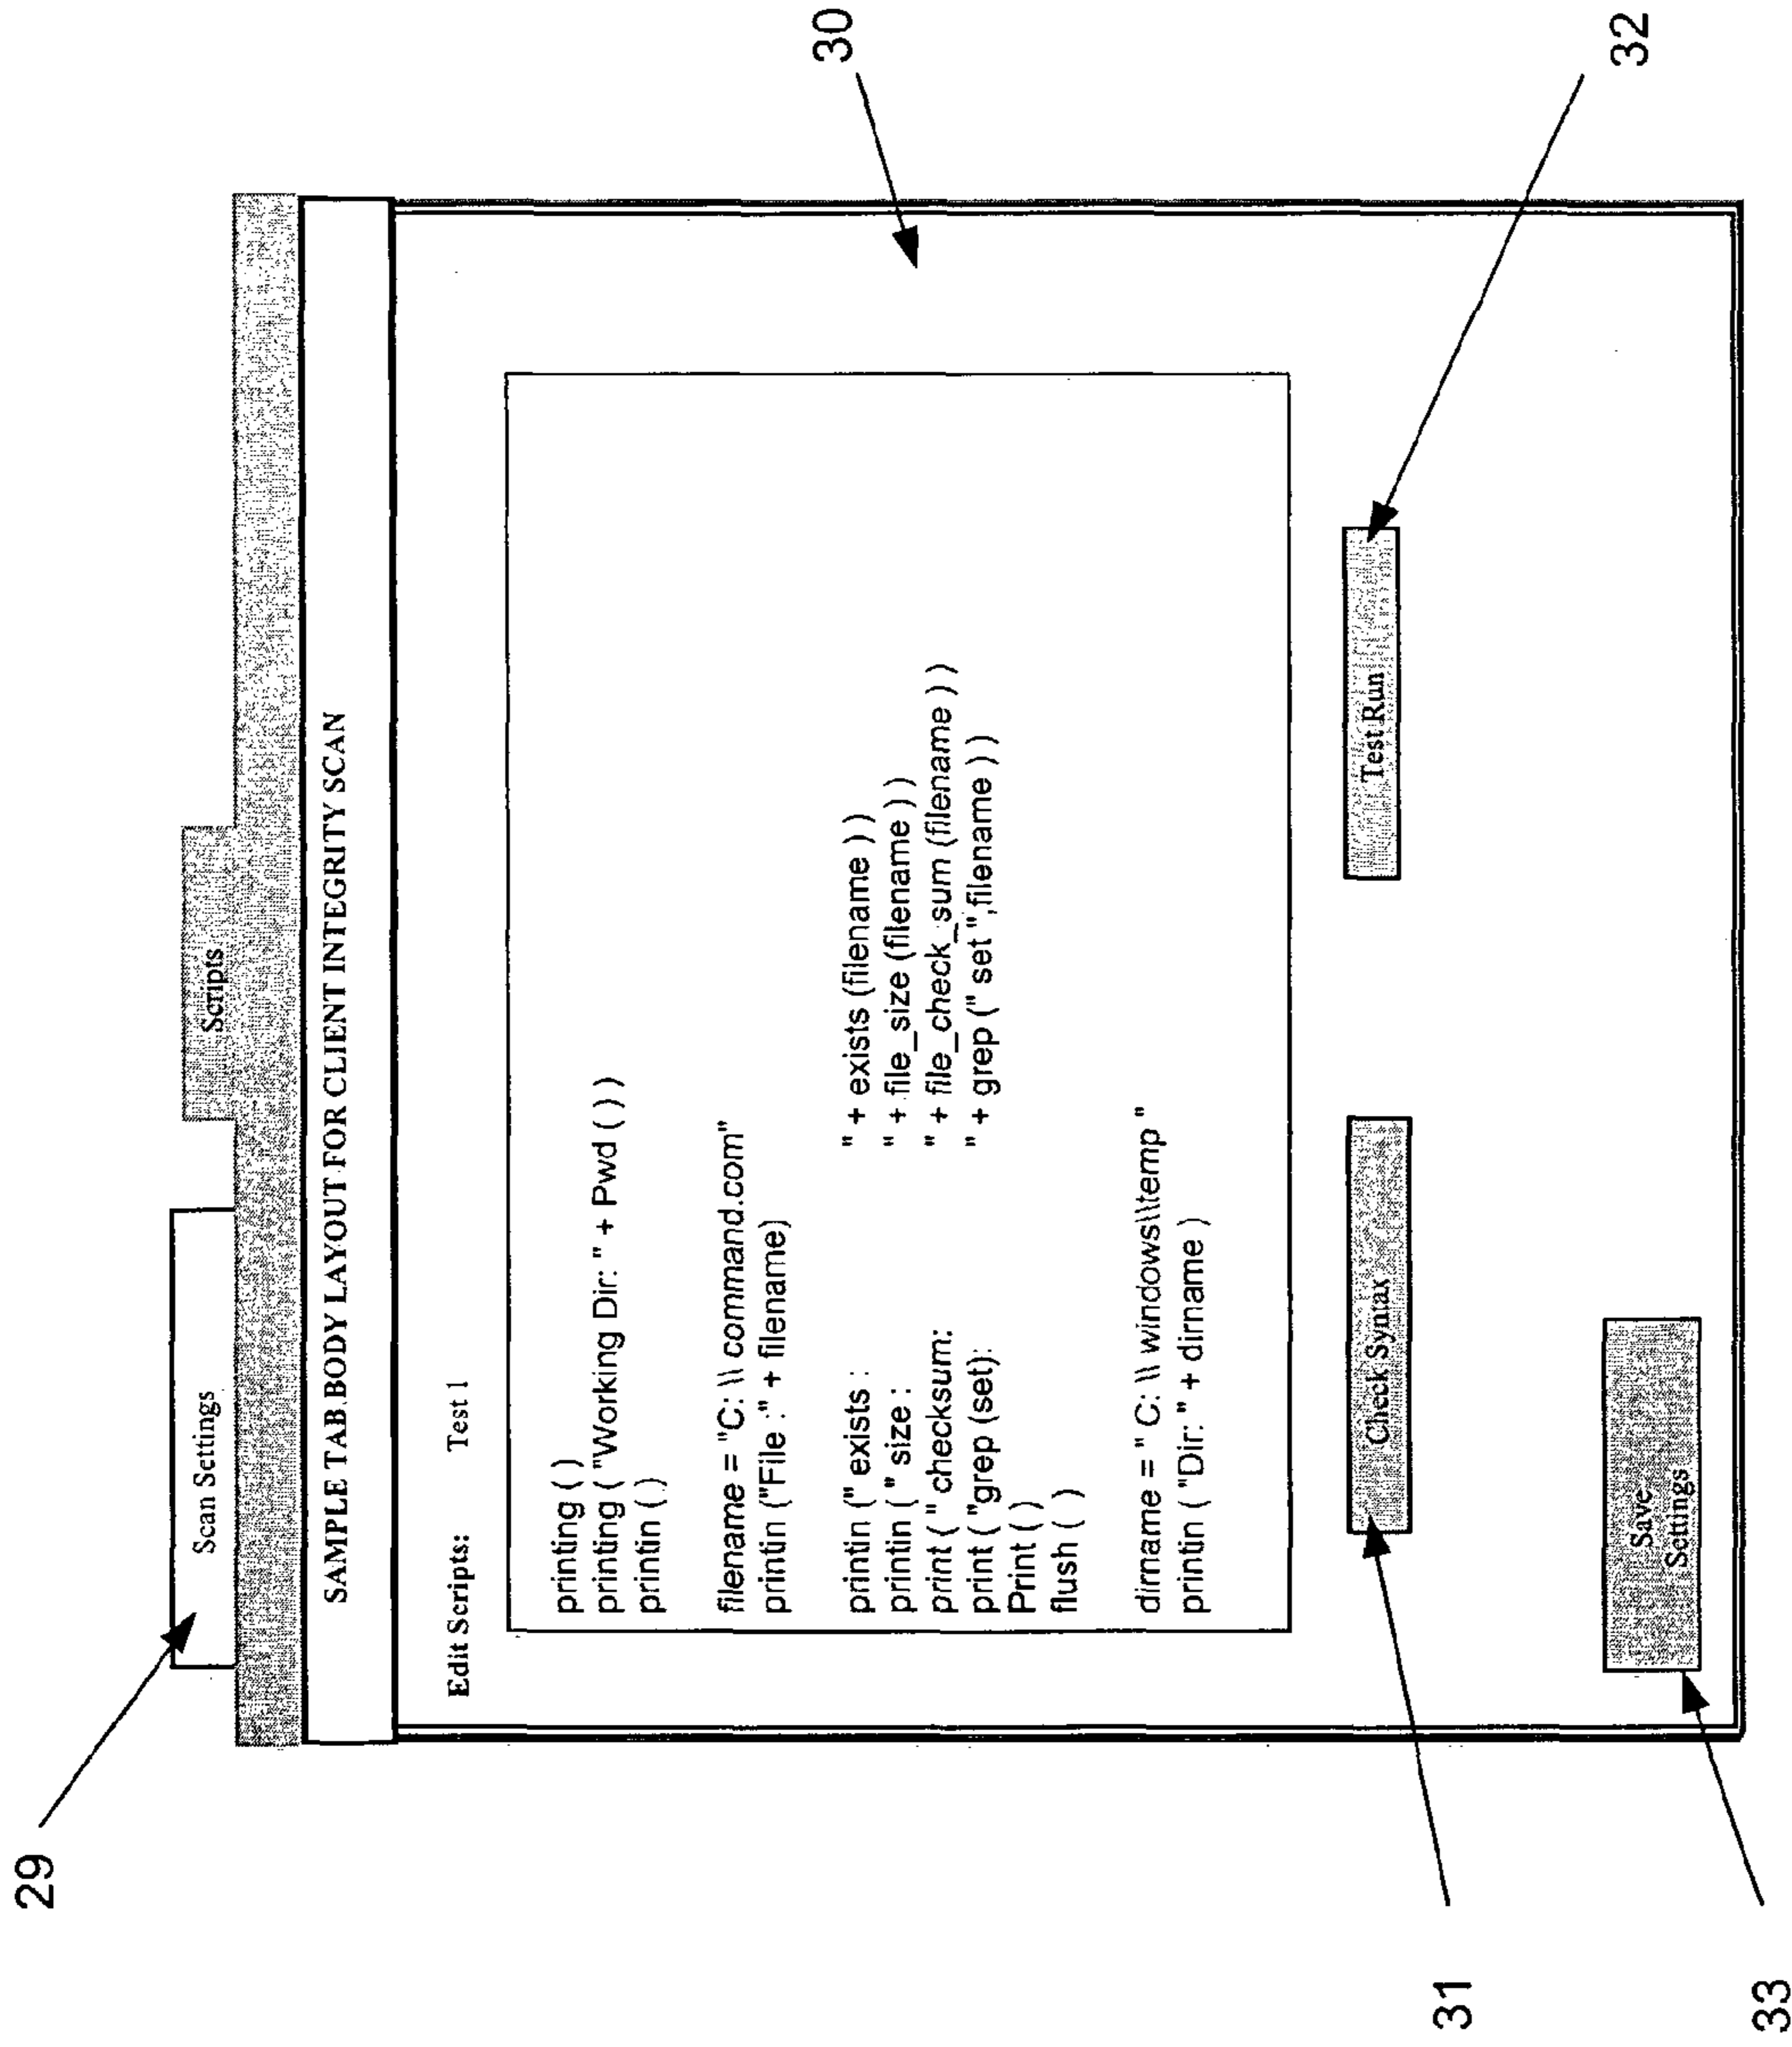 29
Scan Settings
Scripts
SAMPLE TAB BODY LAYOUT FOR CLIENT INTEGRITY SCAN
30
Edit Scripts: Test 1
printing ( )
printing ( "Working Dir: " + Pwd ( ) )
printin ( )
filename = "C: \\ command.com"
printin ("File :" + filename)
printin (" exists : " + exists (filename ) )
printin ( " size : " + file_size (filename ) )
print ( " checksum: " + file_check_sum (filename ) )
print ( "grep (set): " + grep (" set ",filename ) )
Print ( )
flush ( )
dirname = " C: \\ windows\\temp "
printin ( "Dir: " + dirname )
31
Check Syntax
Test Run
32
33
Save
Settings